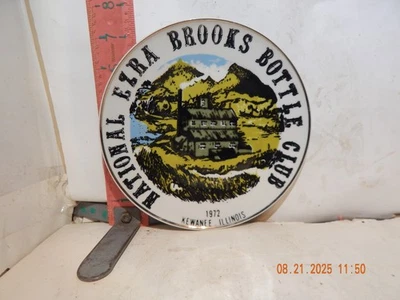 NATIONAL EZRA BROOKS BOTTLE CLUB
1972
KEWANEE ILLINOIS
08.21.2025 11:50